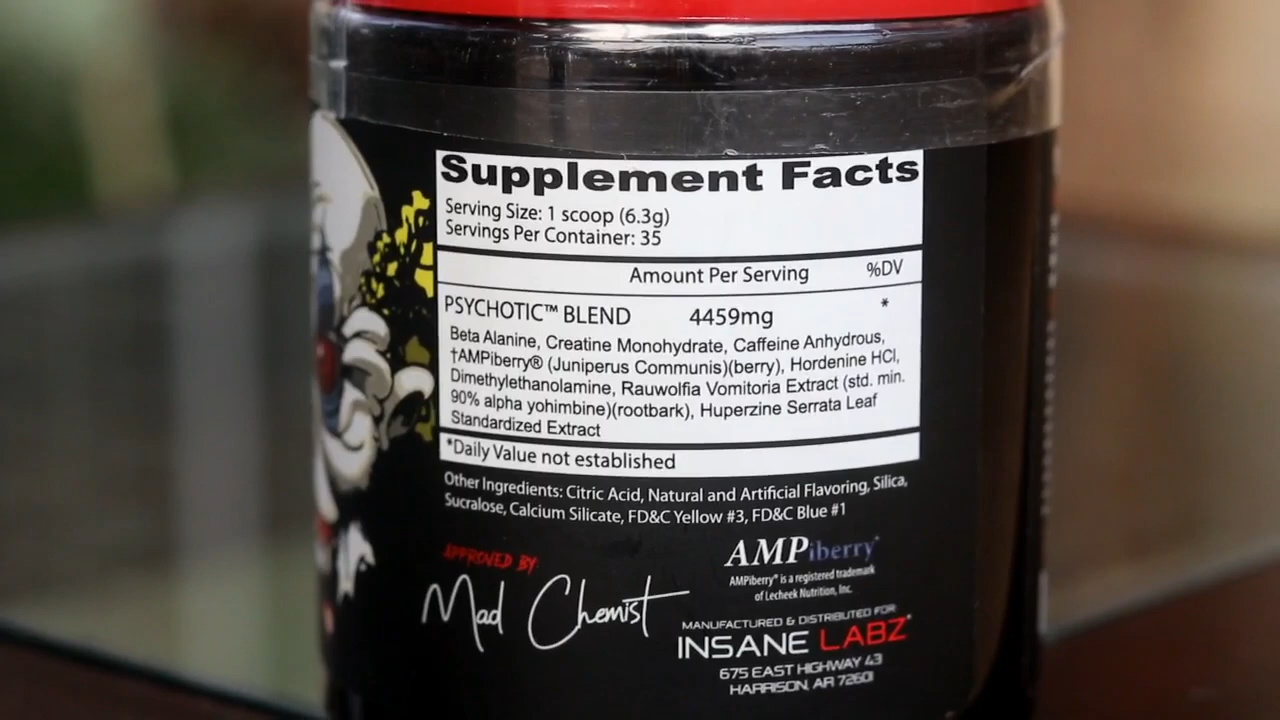 Supplement Facts
Serving Size: 1 scoop (6.3g)
Servings Per Container: 35
Amount Per Serving %DV
PSYCHOTIC™ BLEND 4459mg *
Beta Alanine, Creatine Monohydrate, Caffeine Anhydrous,
†AMPiberry® (Juniperus Communis)(berry), Hordenine HCl,
Dimethylethanolamine, Rauwolfia Vomitoria Extract (std. min.
90% alpha yohimbine)(rootbark), Huperzine Serrata Leaf
Standardized Extract
*Daily Value not established
Other Ingredients: Citric Acid, Natural and Artificial Flavoring, Silica,
Sucralose, Calcium Silicate, FD&C Yellow #3, FD&C Blue #1
APPROVED BY:
Mad Chemist
AMPiberry®
AMPiberry® is a registered trademark
of Lecheek Nutrition, Inc.
MANUFACTURED & DISTRIBUTED FOR
INSANE LABZ®
675 EAST HIGHWAY 43
HARRISON, AR 72601